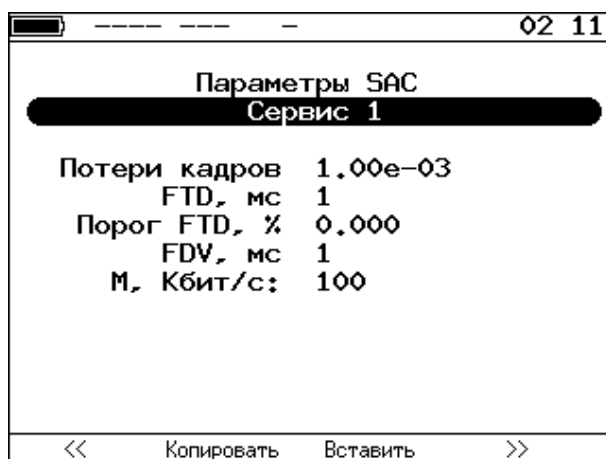 02 11
Параметры SAC
Сервис 1
Потери кадров 1.00e-03
FTD, мс 1
Порог FTD, % 0.000
FDV, мс 1
M, Кбит/с: 100
<< Копировать Вставить >>